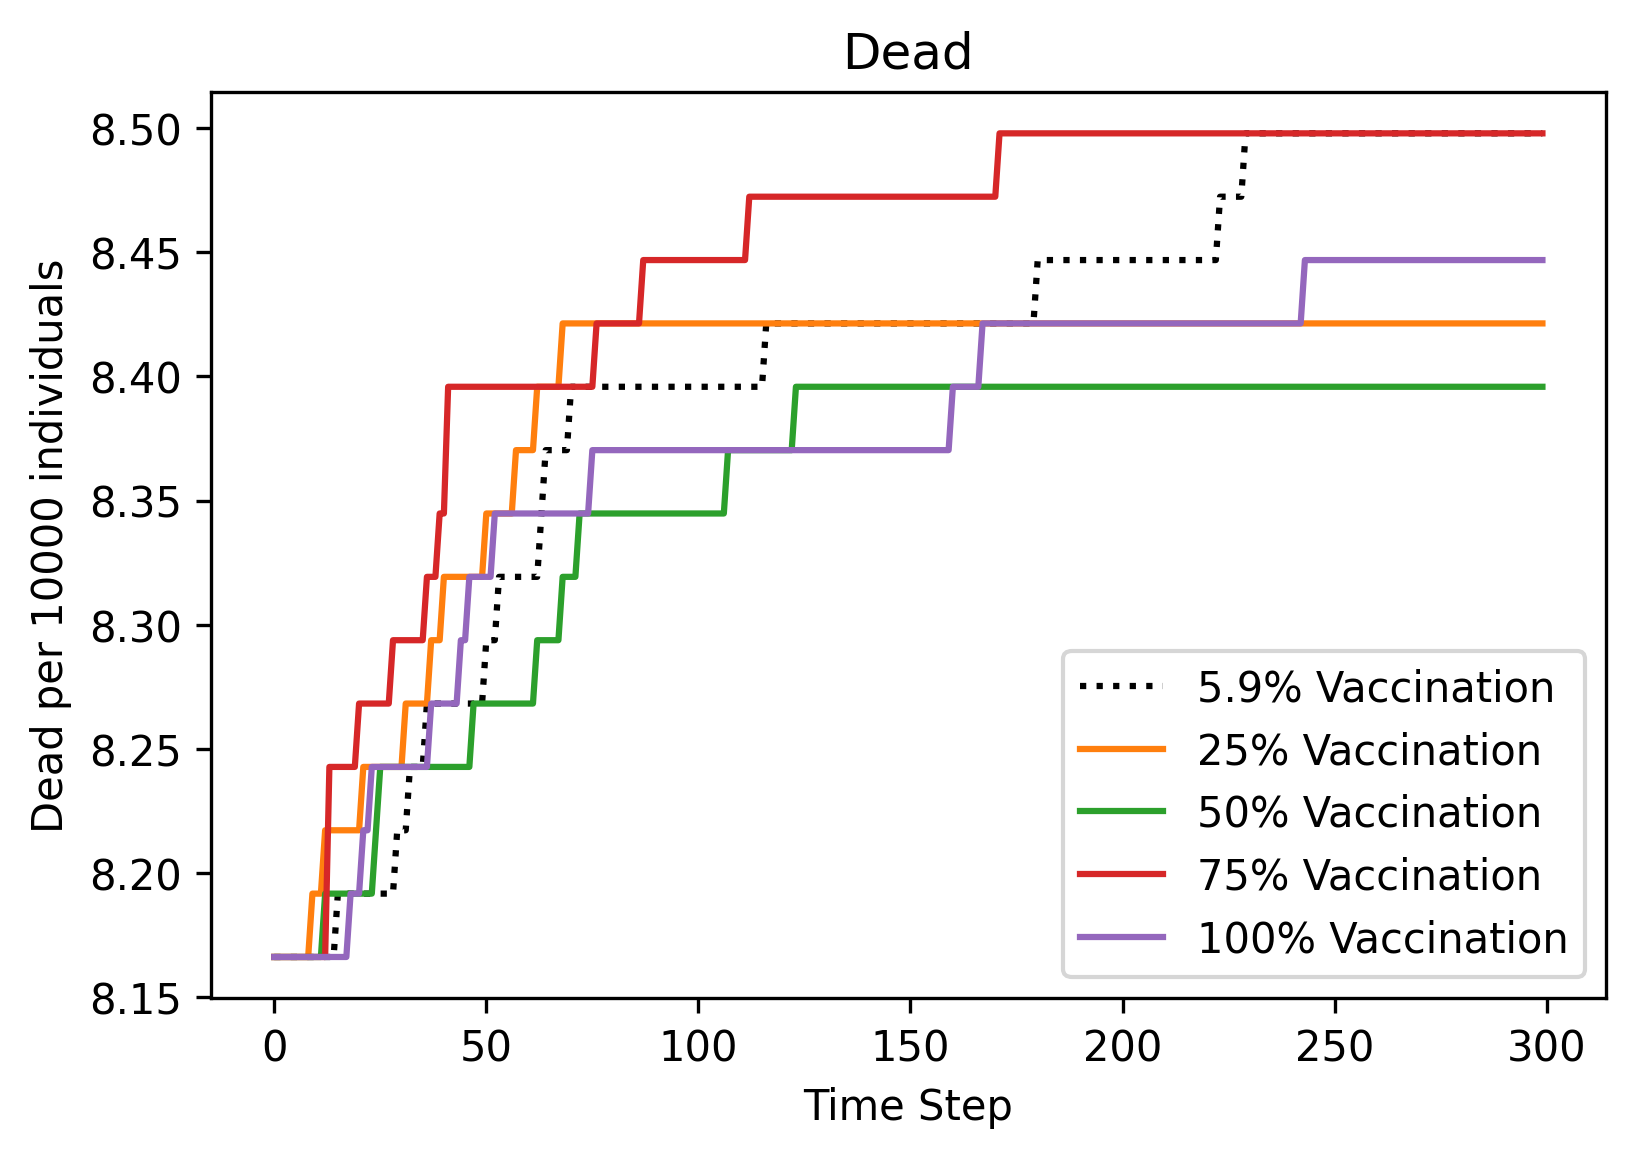 Dead
8.50
8.45
8.40
8.35
8.30
8.25
8.20
8.15
Dead per 10000 individuals
0 50 100 150 200 250 300
Time Step
5.9% Vaccination
25% Vaccination
50% Vaccination
75% Vaccination
100% Vaccination